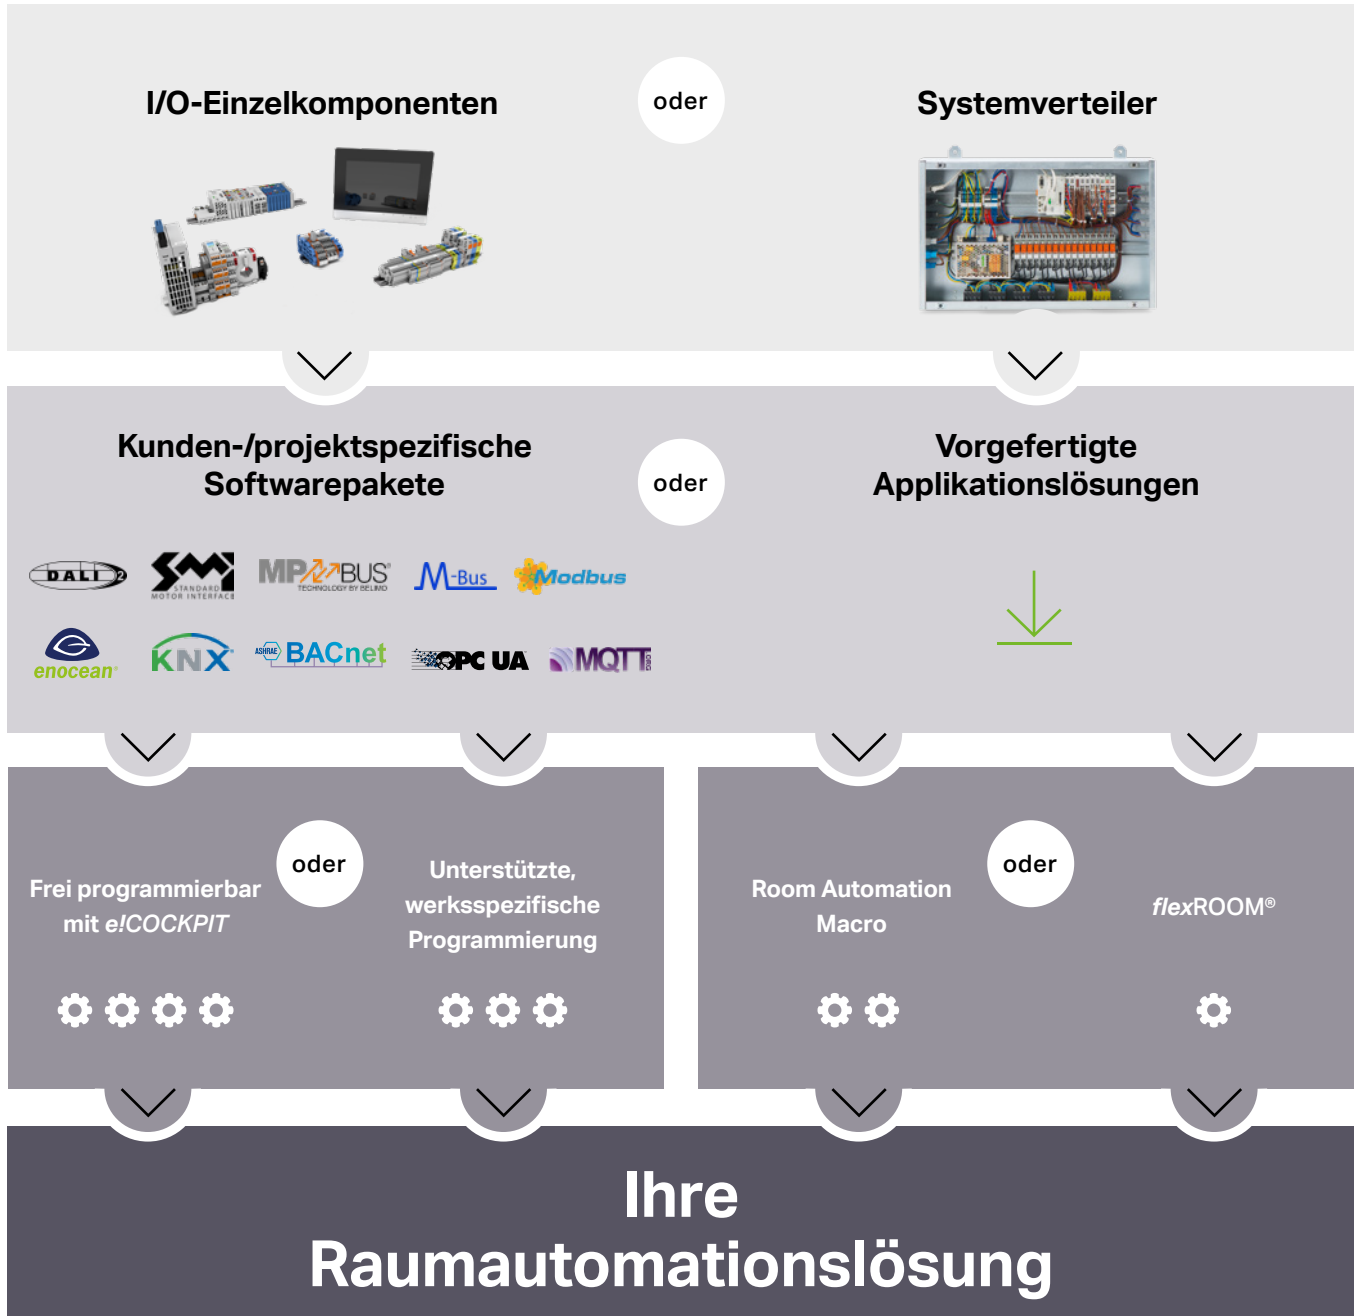 I/O-Einzelkomponenten
oder
Systemverteiler
Kunden-/projektspezifische
Softwarepakete
oder
Vorgefertigte
Applikationslösungen
DALI 2
SMI
STANDARD
MOTOR INTERFACE
MP BUS®
TECHNOLOGY BY BELIMO
M-Bus
Modbus
enocean®
KNX
ASHRAE BACnet
OPC UA
MQTT.ORG
Frei programmierbar
mit e!COCKPIT
oder
Unterstützte,
werksspezifische
Programmierung
Room Automation
Macro
oder
flexROOM®
Ihre
Raumautomationslösung